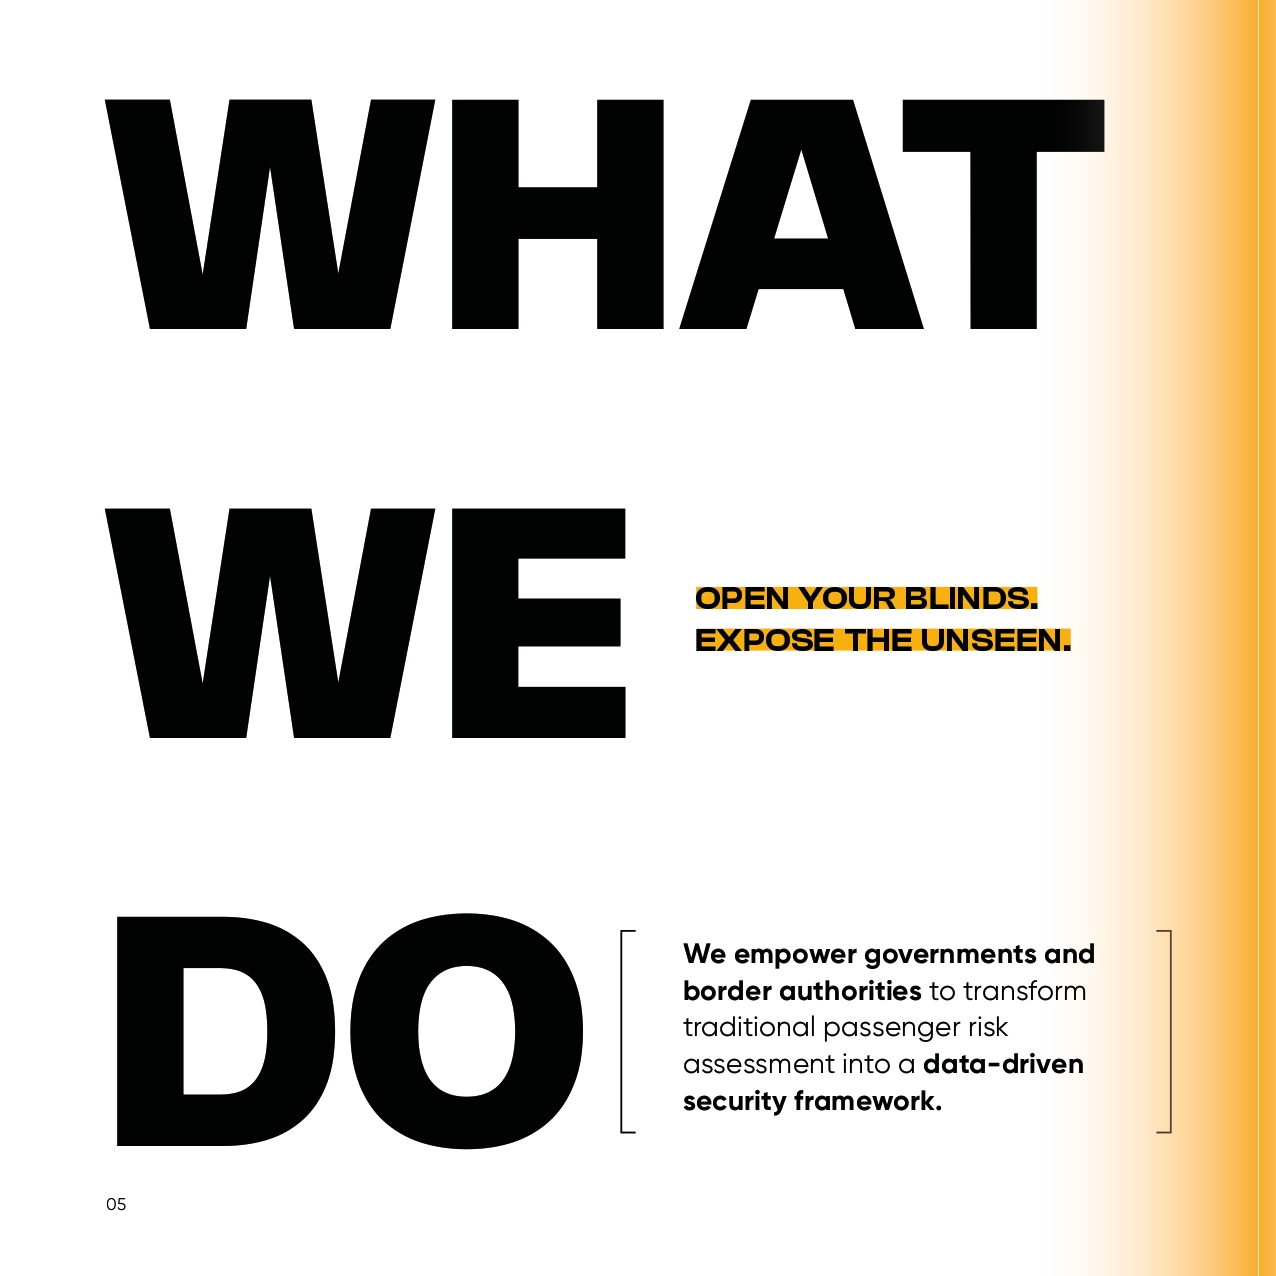 WHAT
WE
OPEN YOUR BLINDS.
EXPOSE THE UNSEEN.
DO
We empower governments and
border authorities to transform
traditional passenger risk
assessment into a data-driven
security framework.
05